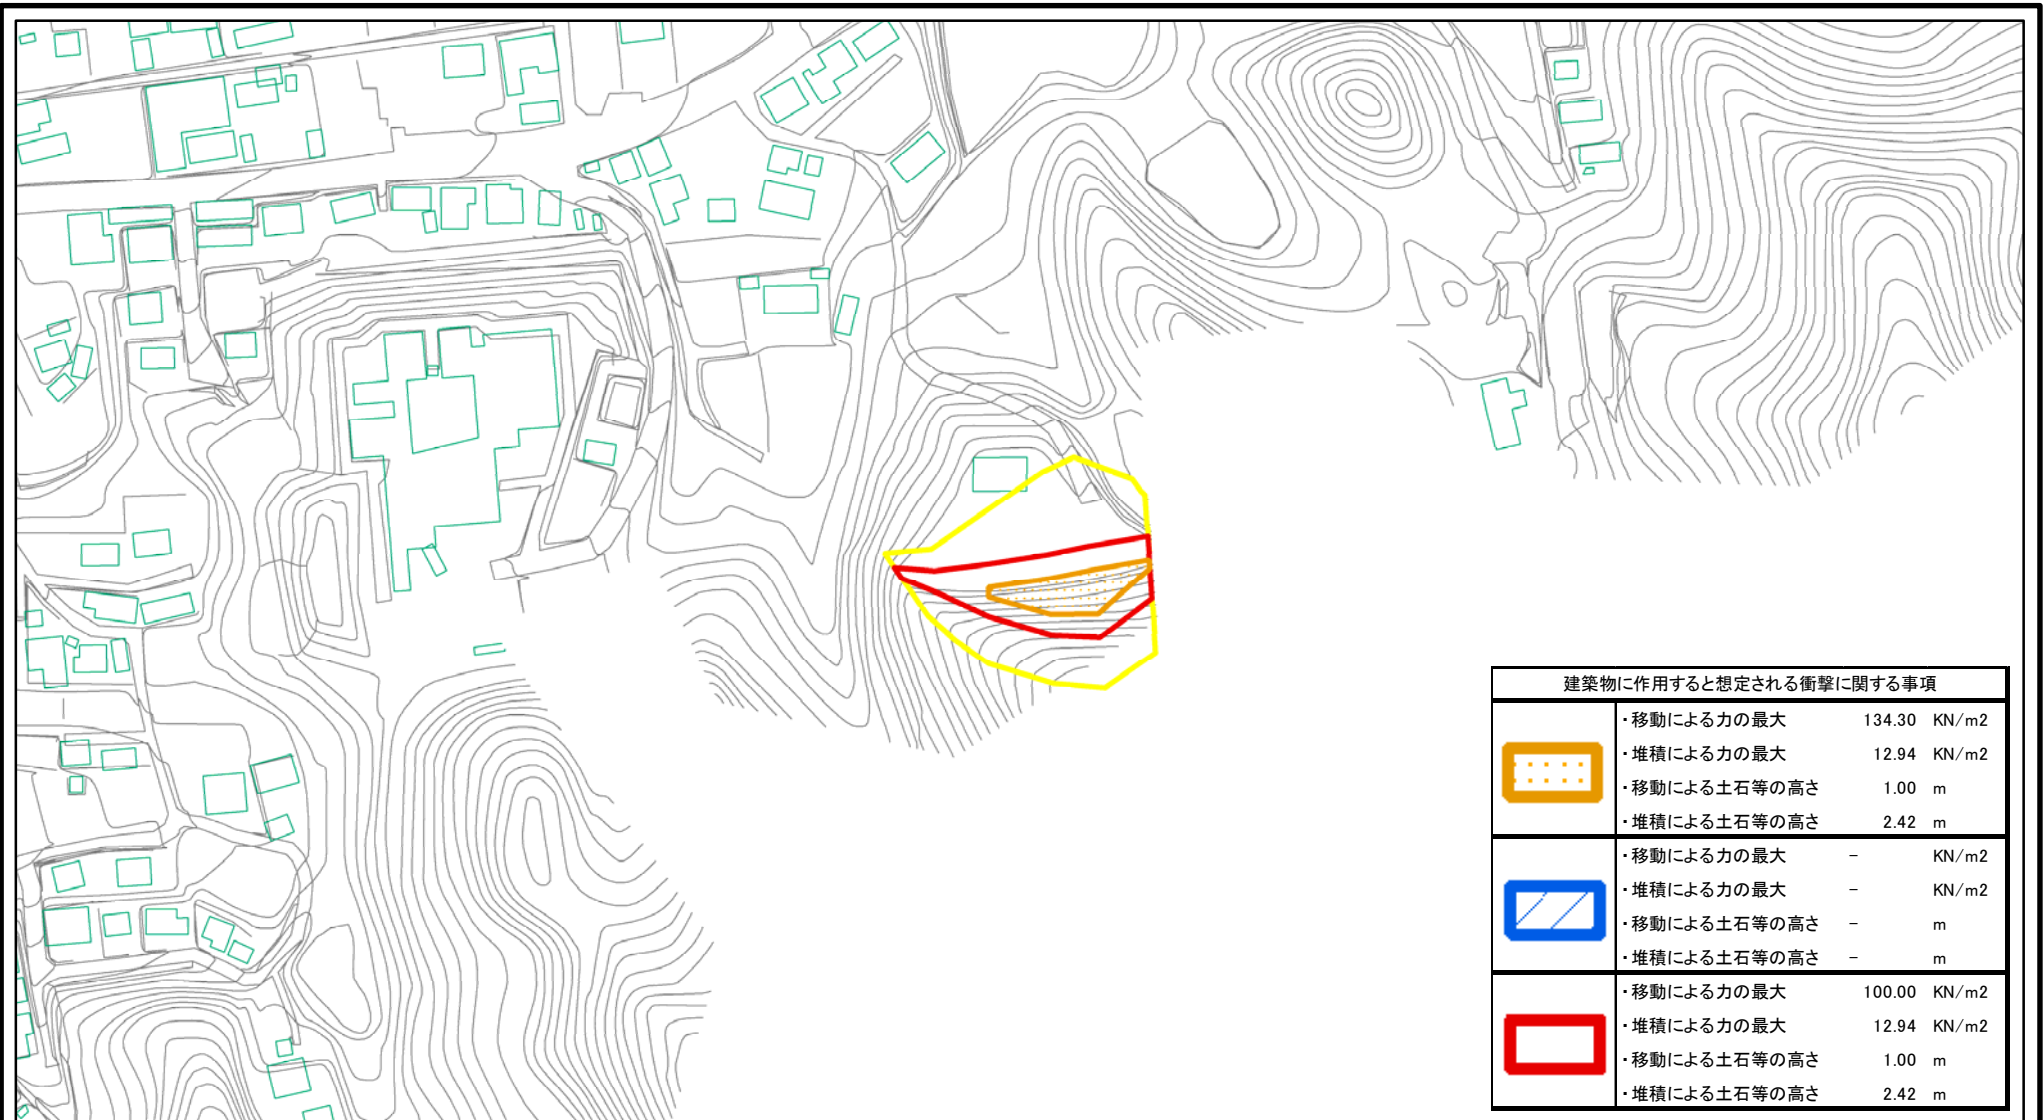 建築物に作用すると想定される衝撃に関する事項
・移動による力の最大 134.30 KN/m2
・堆積による力の最大 12.94 KN/m2
・移動による土石等の高さ 1.00 m
・堆積による土石等の高さ 2.42 m
・移動による力の最大 - KN/m2
・堆積による力の最大 - KN/m2
・移動による土石等の高さ - m
・堆積による土石等の高さ - m
・移動による力の最大 100.00 KN/m2
・堆積による力の最大 12.94 KN/m2
・移動による土石等の高さ 1.00 m
・堆積による土石等の高さ 2.42 m